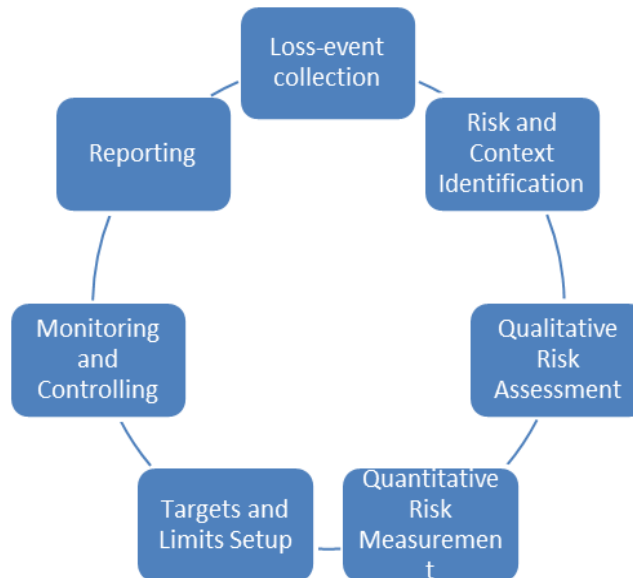 Loss-event
collection
Risk and
Context
Identification
Qualitative
Risk
Assessment
Quantitative
Risk
Measuremen
t
Targets and
Limits Setup
Monitoring
and
Controlling
Reporting